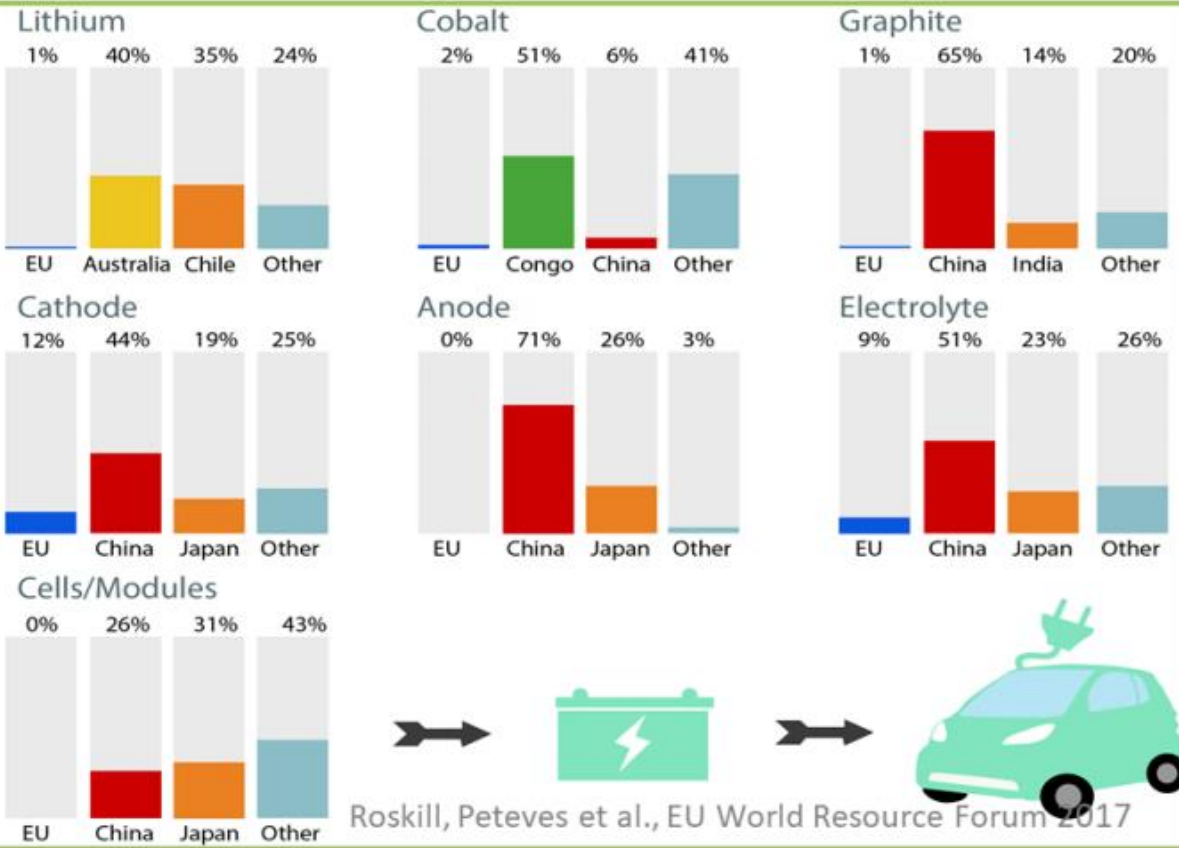 Lithium
1% 40% 35% 24%
EU Australia Chile Other
Cobalt
2% 51% 6% 41%
EU Congo China Other
Graphite
1% 65% 14% 20%
EU China India Other
Cathode
12% 44% 19% 25%
EU China Japan Other
Anode
0% 71% 26% 3%
EU China Japan Other
Electrolyte
9% 51% 23% 26%
EU China Japan Other
Cells/Modules
0% 26% 31% 43%
EU China Japan Other
Roskill, Peteves et al., EU World Resource Forum 2017